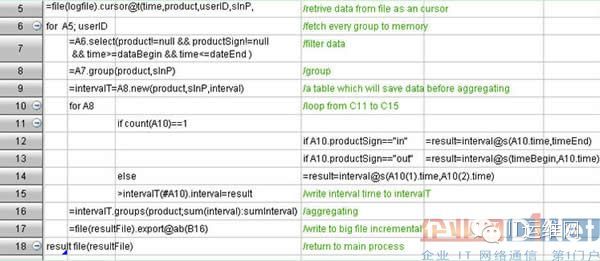 5 =file(logfile).cursor@t(time,product,userID,sInP, /retrive data from file as an cursor
6 for A5; userID /fetch every group to memory
7 =A6.select(product!=null && productSign!=null /filter data
&& time>=dataBegin && time<=dateEnd )
8 =A7.group(product,sInP) /group
9 =intervalT=A8.new(product,sInP,interval) /a table which will save data before aggregating
10 for A8 /loop from C11 to C15
11 if count(A10)==1
12 if A10.productSign=="in" =result=interval@s(A10.time,timeEnd)
13 if A10.productSign=="out" =result=interval@s(timeBegin,A10.time)
14 else =result=interval@s(A10(1).time,A10(2).time)
15 >intervalT(#A10).interval=result /write interval time to intervalT
16 =intervalT.groups(product;sum(interval):sumInterval) /aggregating
17 =file(resultFile).export@ab(B16) /write to big file incremental
18 result file(resultFile) /return to main process
IT运维网
企业 IT 网络通信 第1门户